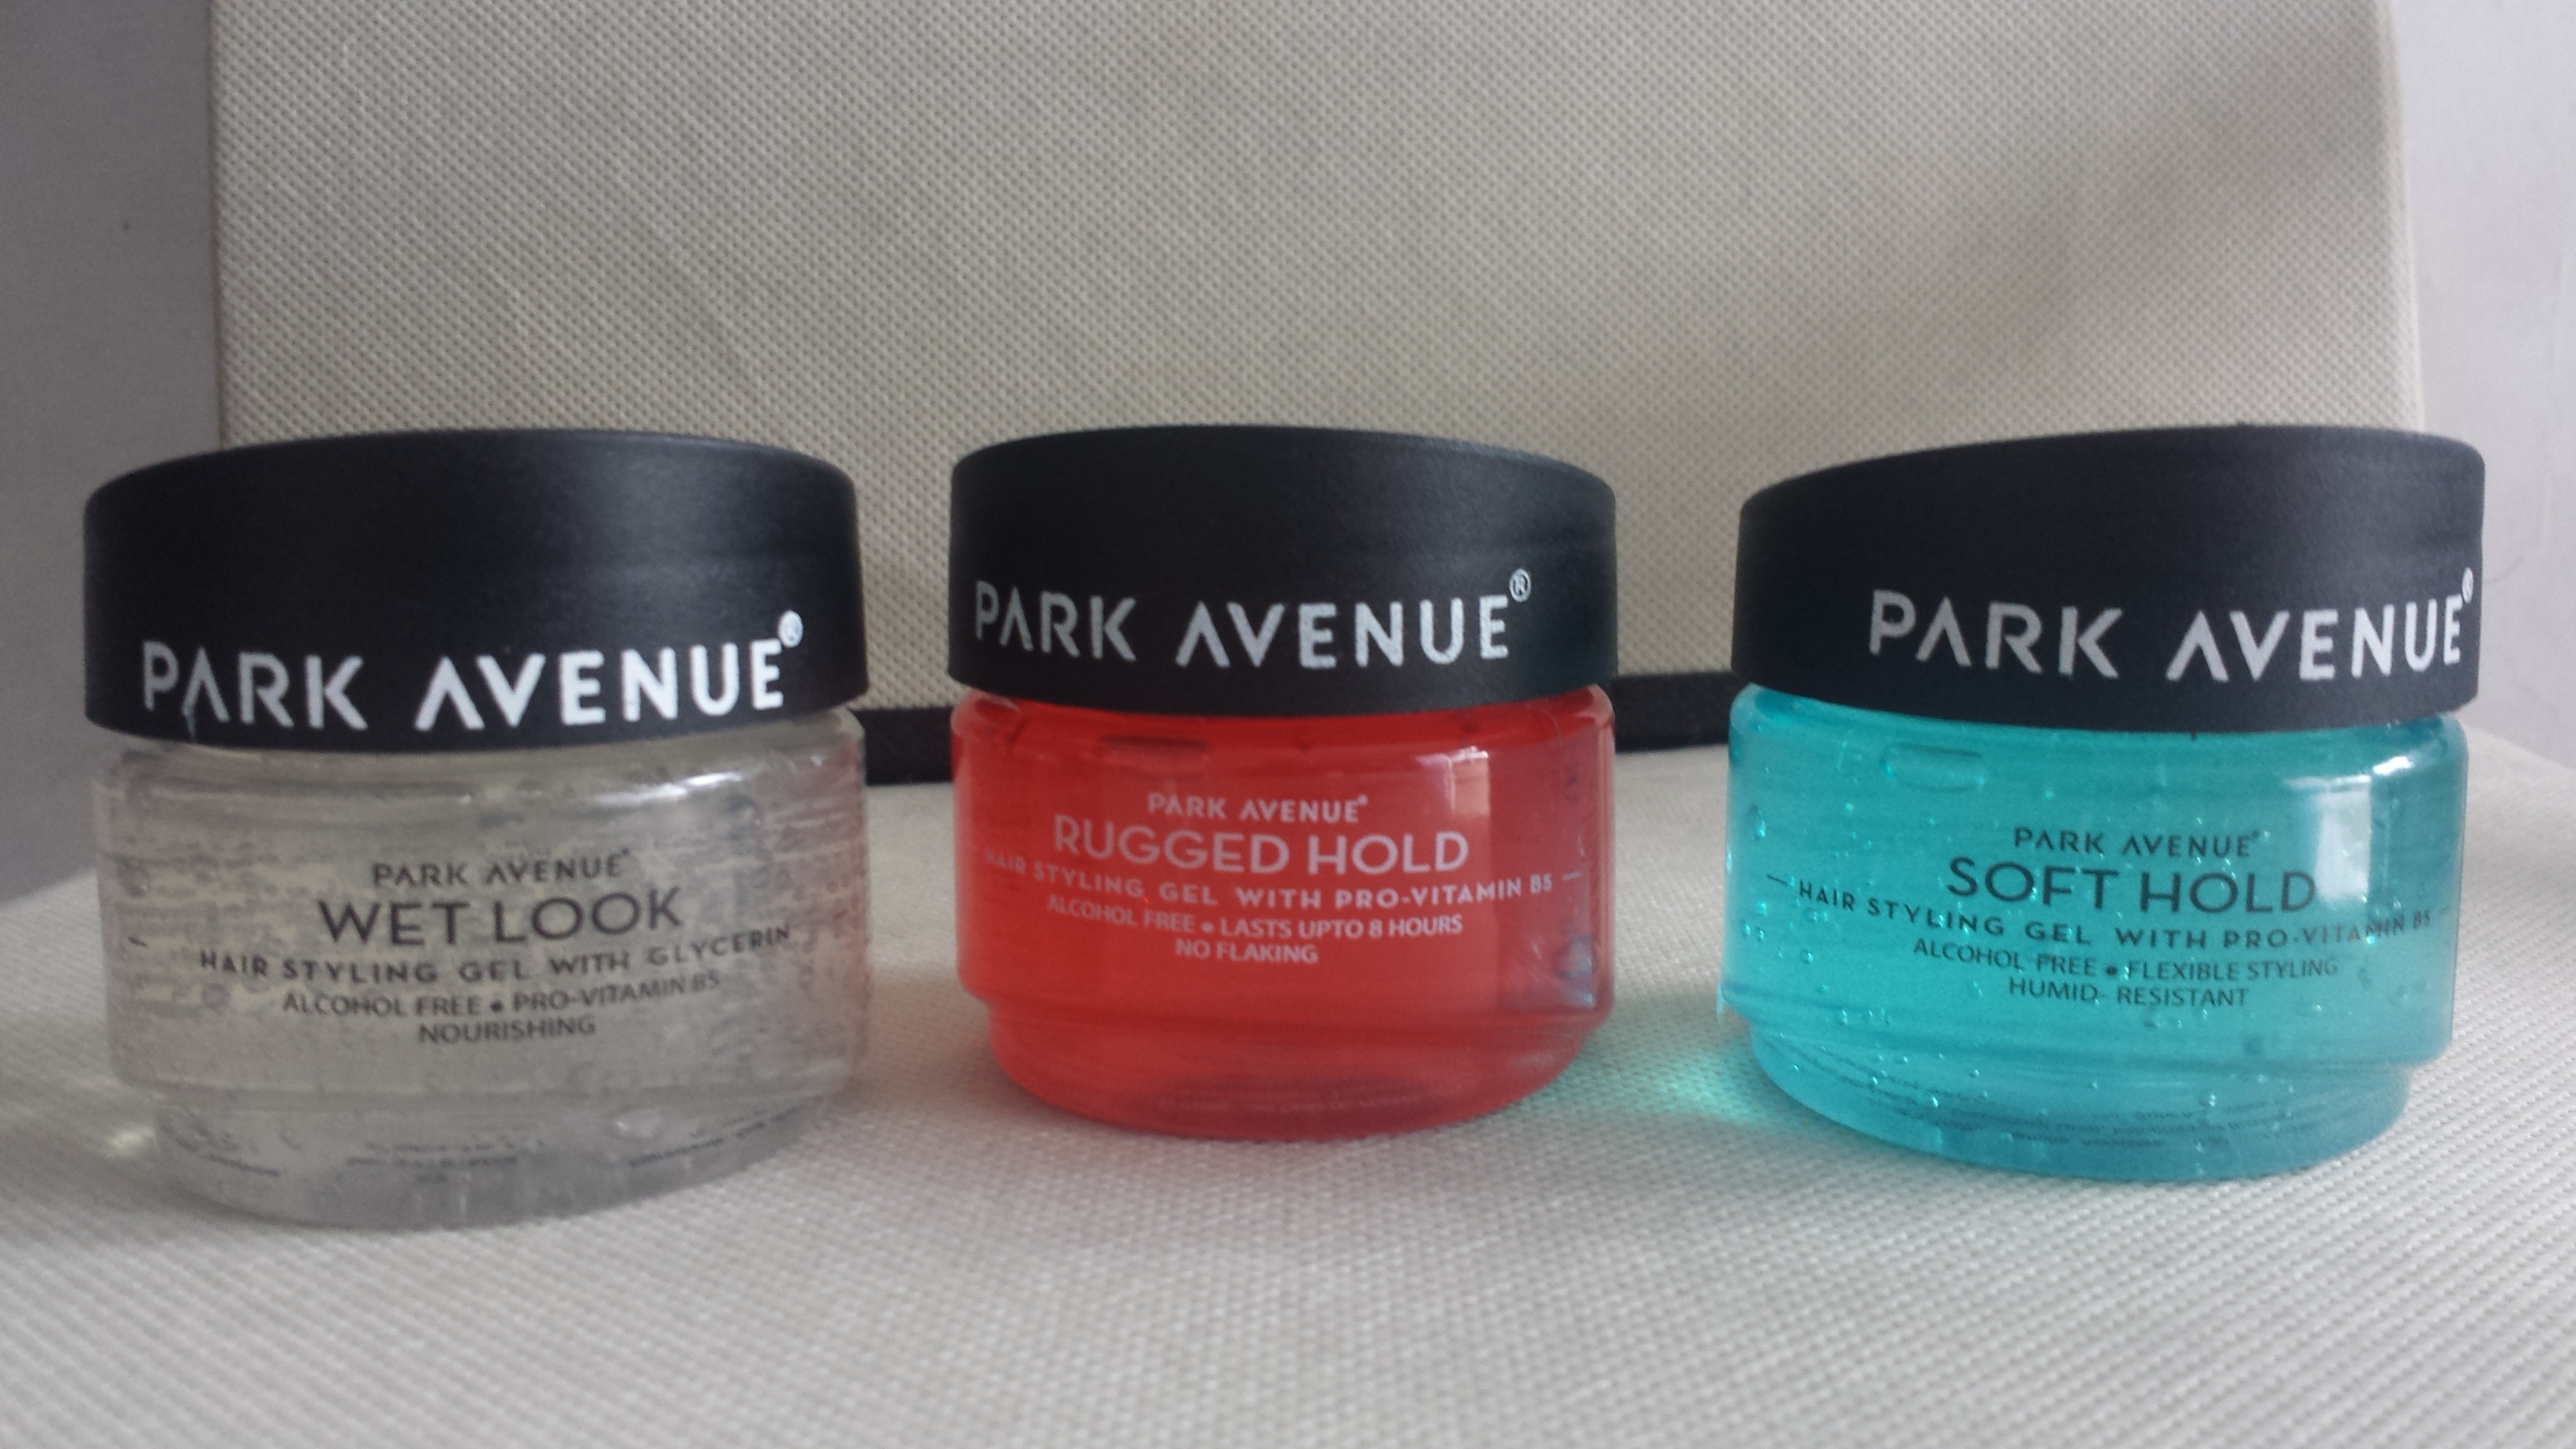 PARK AVENUE®
PARK AVENUE®
WET LOOK
HAIR STYLING GEL WITH GLYCERIN
ALCOHOL FREE • PRO-VITAMIN B5
NOURISHING
PARK AVENUE®
PARK AVENUE®
RUGGED HOLD
HAIR STYLING GEL WITH PRO-VITAMIN B5
ALCOHOL FREE • LASTS UPTO 8 HOURS
NO FLAKING
PARK AVENUE®
PARK AVENUE®
SOFT HOLD
HAIR STYLING GEL WITH PRO-VITAMIN B5
ALCOHOL FREE • FLEXIBLE STYLING
HUMID- RESISTANT